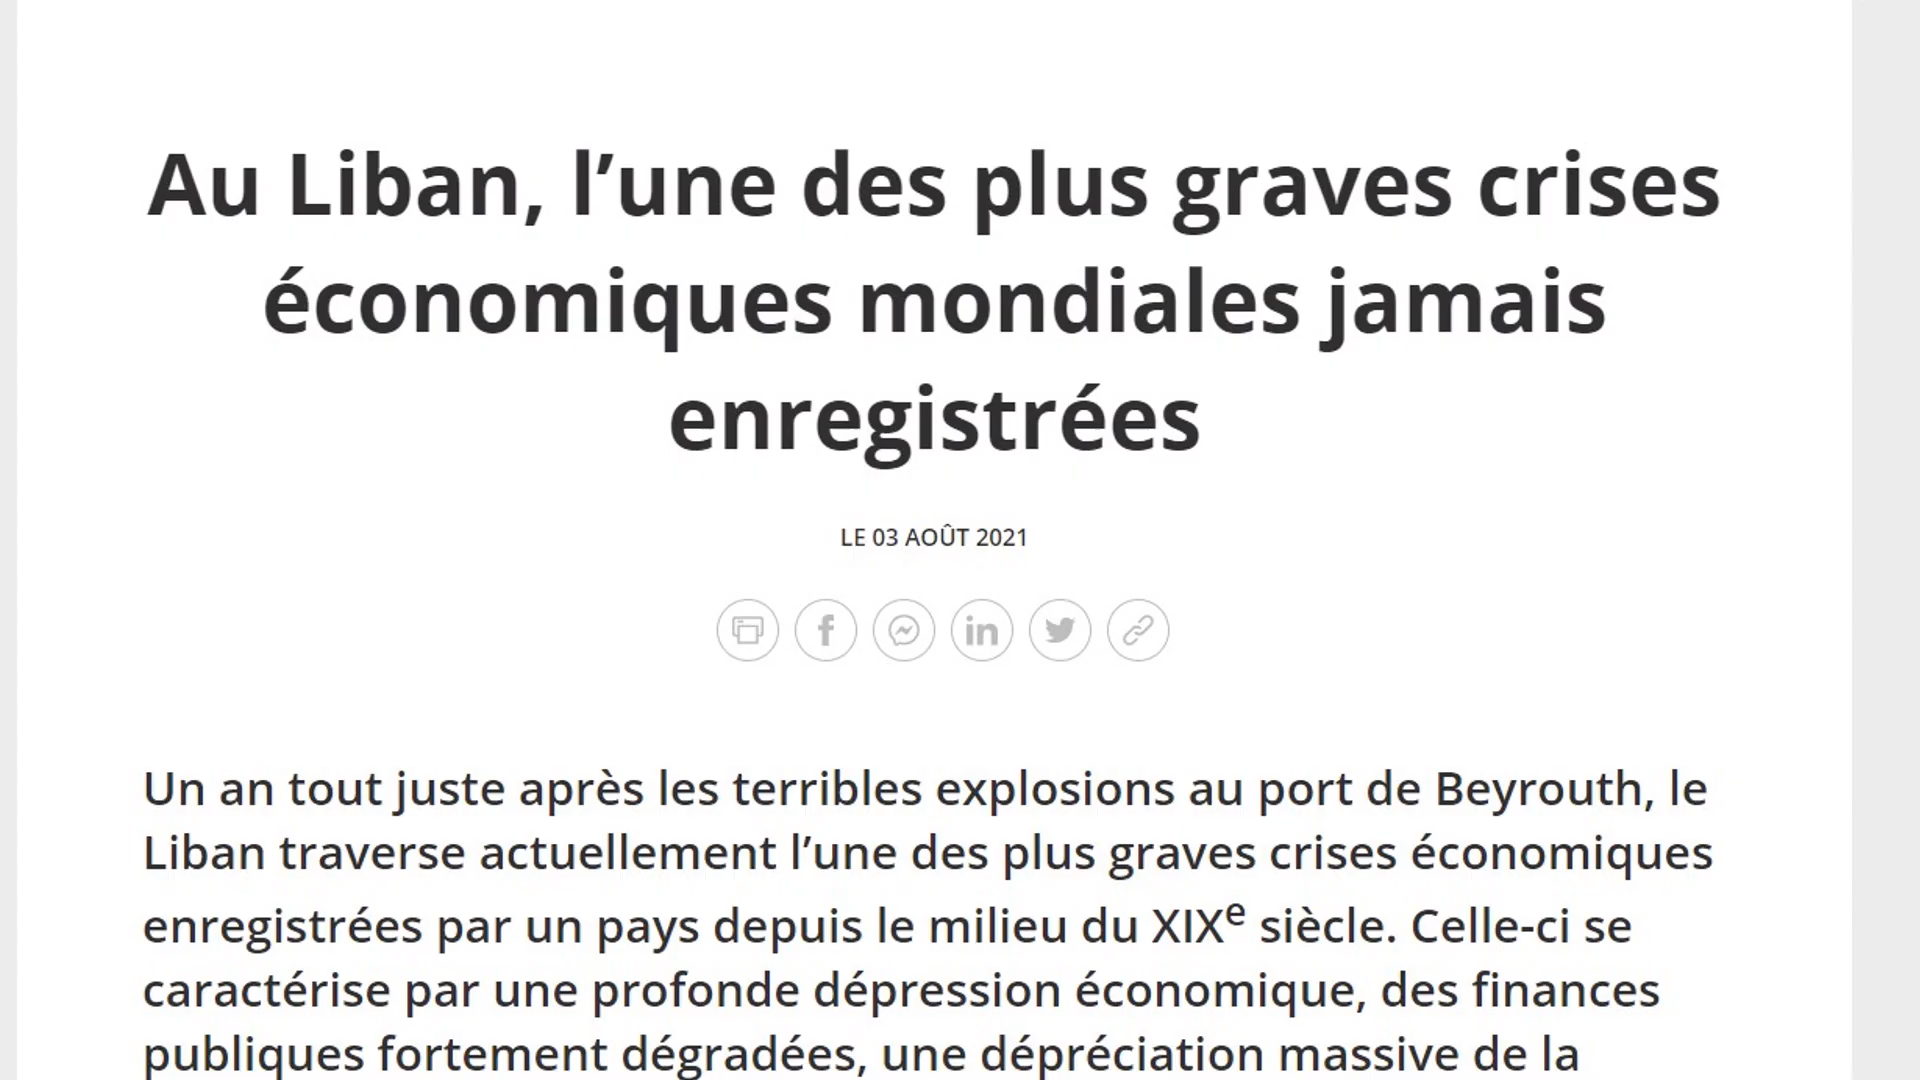 Au Liban, l’une des plus graves crises
économiques mondiales jamais
enregistrées
LE 03 AOÛT 2021
Un an tout juste après les terribles explosions au port de Beyrouth, le
Liban traverse actuellement l’une des plus graves crises économiques
enregistrées par un pays depuis le milieu du XIXe siècle. Celle-ci se
caractérise par une profonde dépression économique, des finances
publiques fortement dégradées, une dépréciation massive de la